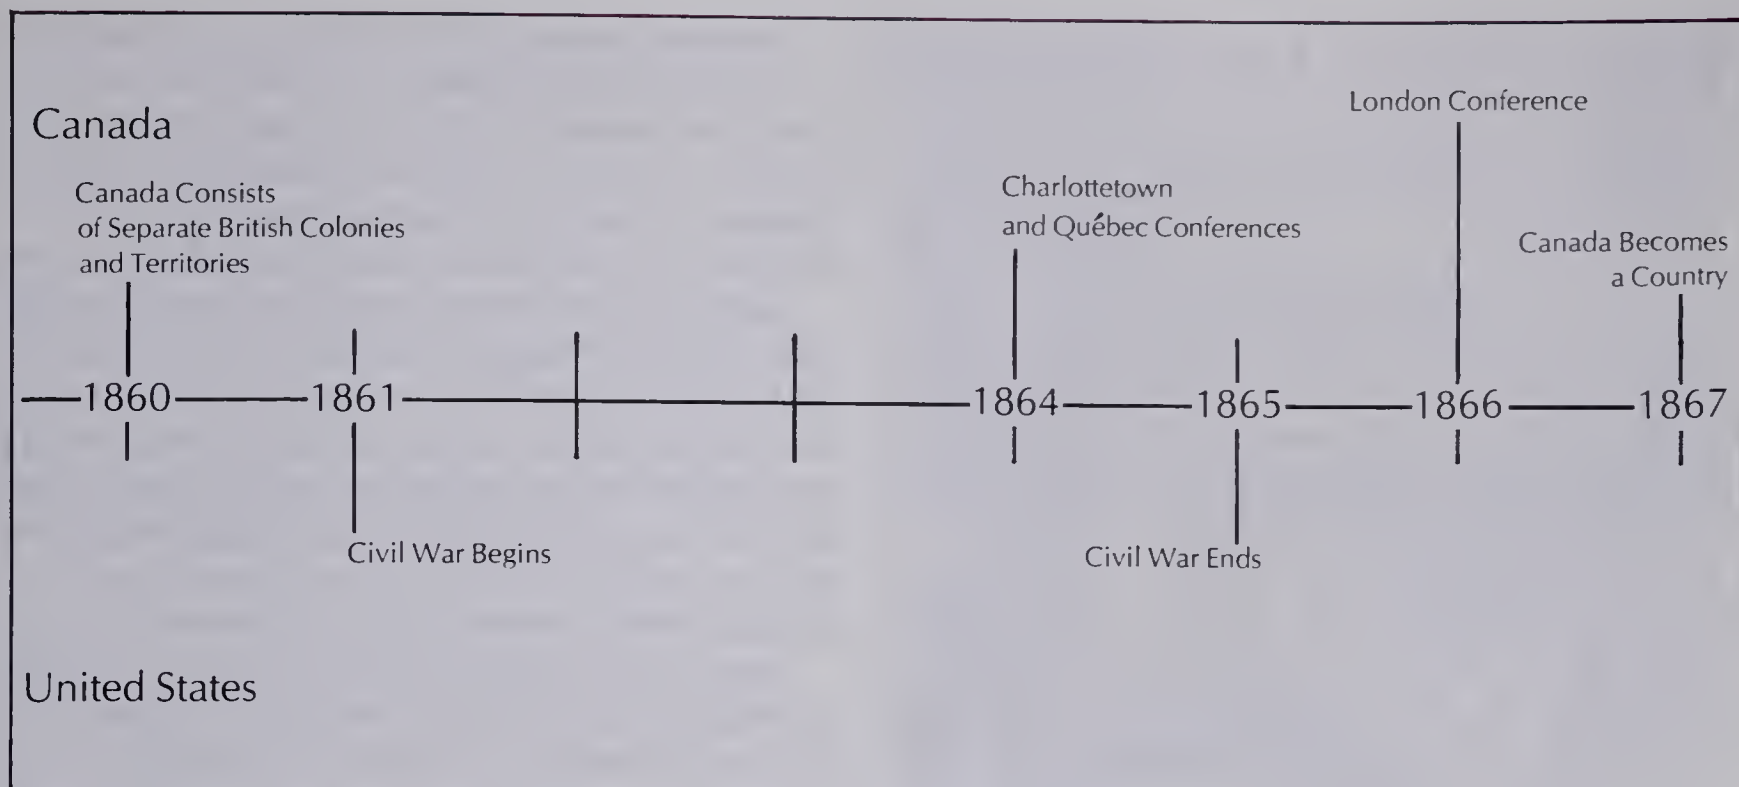 Canada
London Conference
Canada Consists
of Separate British Colonies
and Territories
Charlottetown
and Québec Conferences
Canada Becomes
a Country
1860 1861 1864 1865 1866 1867
Civil War Begins
Civil War Ends
United States